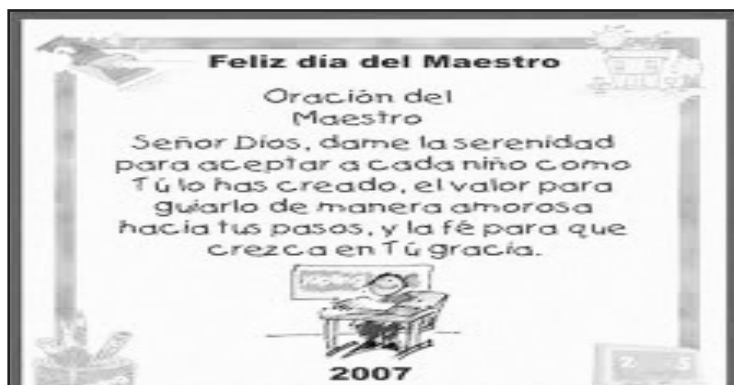 Feliz día del Maestro
Oración del
Maestro
Señor Dios, dame la serenidad
para aceptar a cada niño como
Tú lo has creado, el valor para
guiarlo de manera amorosa
hacia tus pasos, y la fé para que
crezca en Tú gracia.
2007